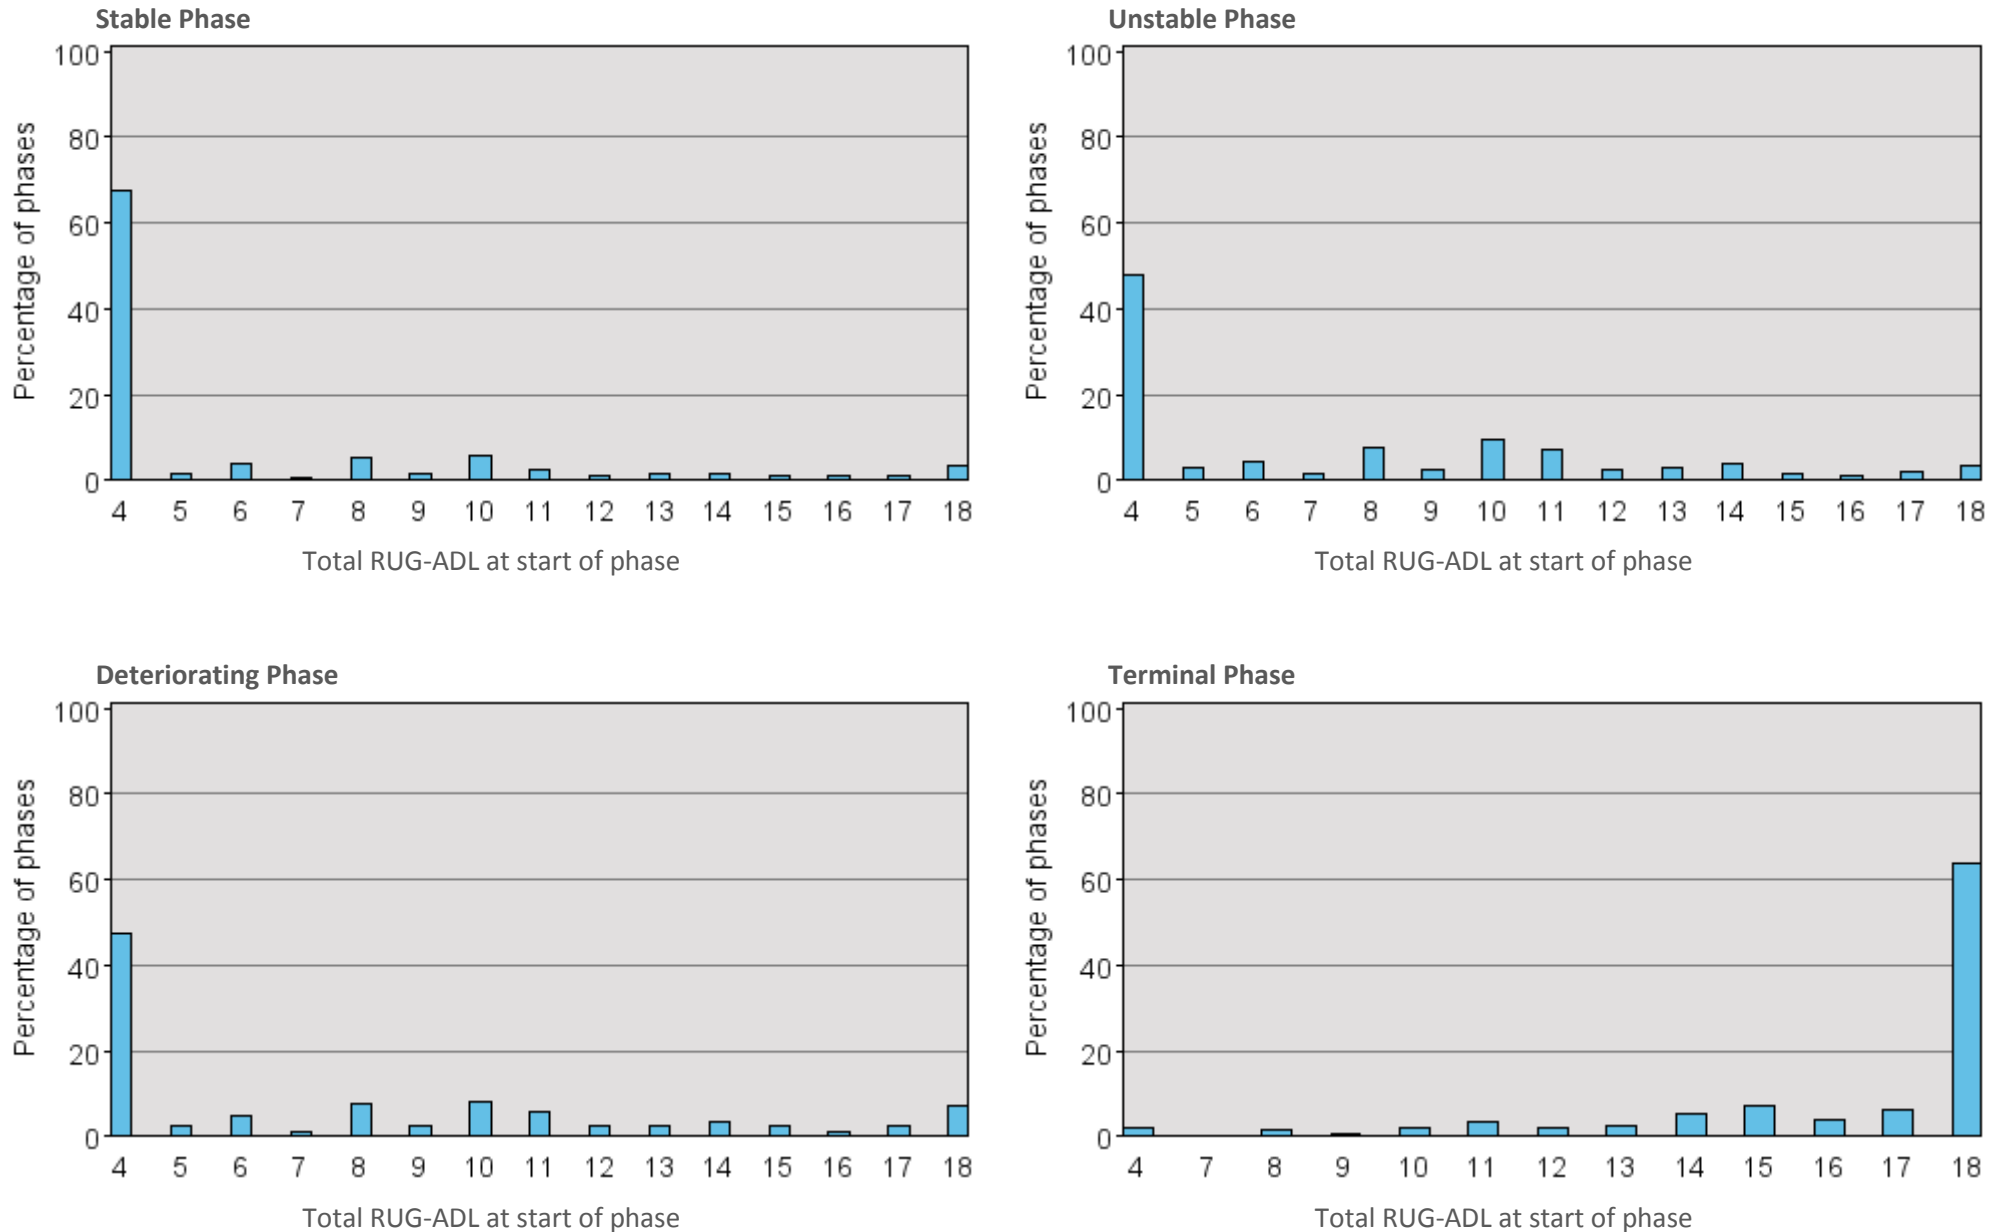 Stable Phase
Percentage of phases
100
80
60
40
20
0
4 5 6 7 8 9 10 11 12 13 14 15 16 17 18
Total RUG-ADL at start of phase
Unstable Phase
Percentage of phases
100
80
60
40
20
0
4 5 6 7 8 9 10 11 12 13 14 15 16 17 18
Total RUG-ADL at start of phase
Deteriorating Phase
Percentage of phases
100
80
60
40
20
0
4 5 6 7 8 9 10 11 12 13 14 15 16 17 18
Total RUG-ADL at start of phase
Terminal Phase
Percentage of phases
100
80
60
40
20
0
4 7 8 9 10 11 12 13 14 15 16 17 18
Total RUG-ADL at start of phase